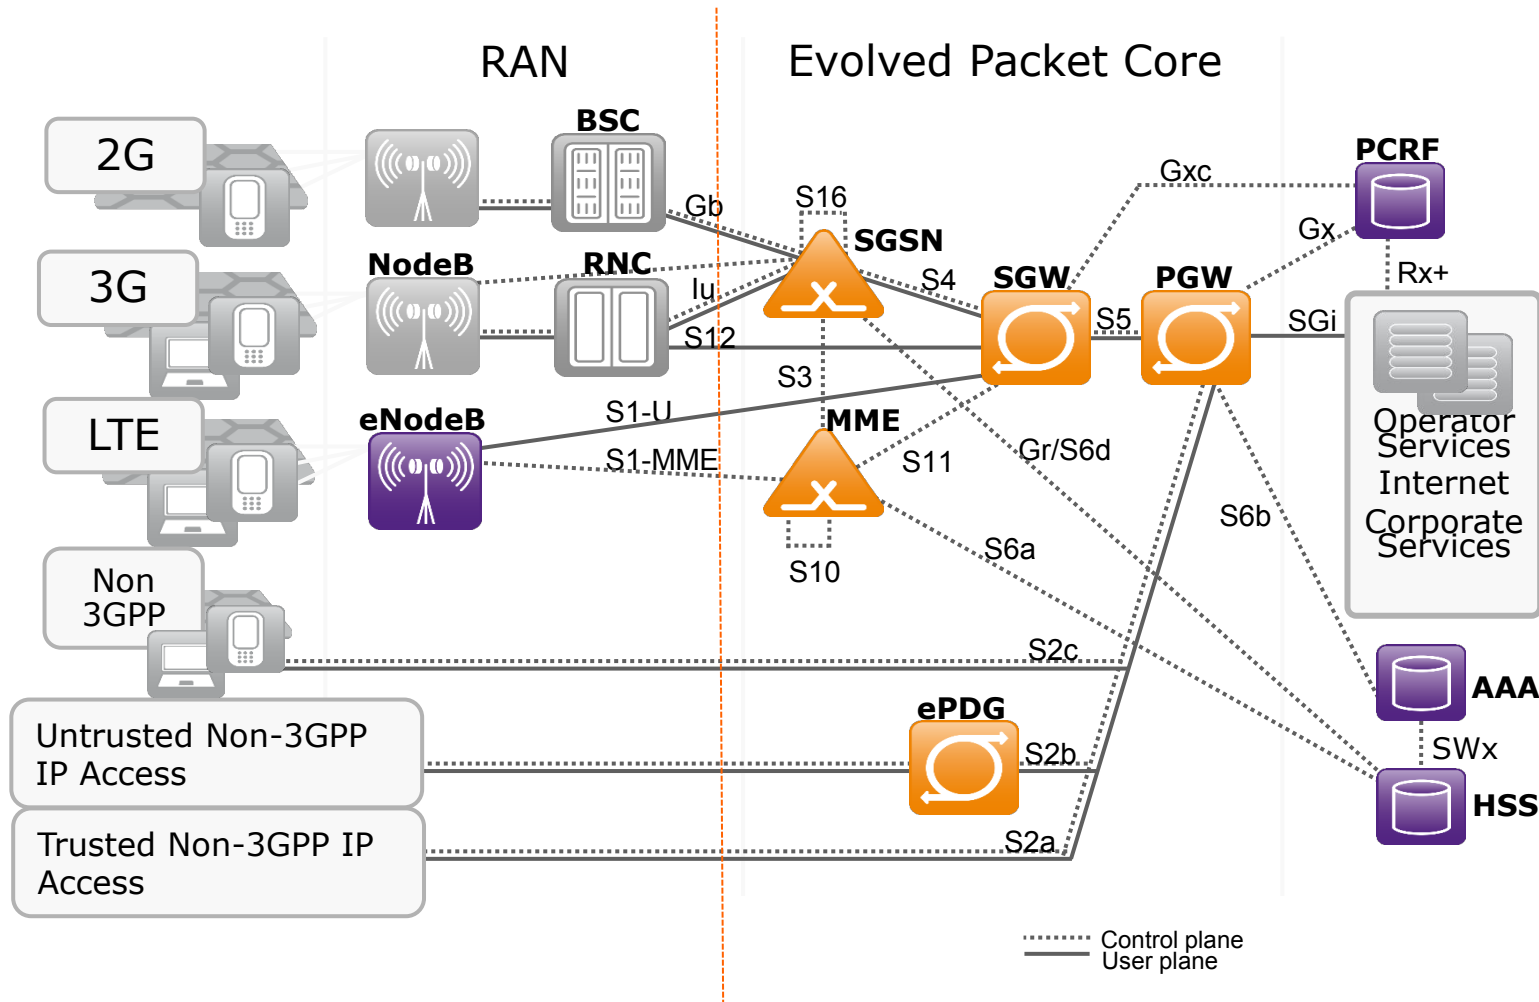 RAN
Evolved Packet Core
2G
BSC
PCRF
Gxc
S16
Gb
Gx
SGSN
NodeB
RNC
3G
Iu
S4
SGW
PGW
Rx+
S12
S5
SGi
S3
S1-U
eNodeB
MME
LTE
S1-MME
S11
Gr/S6d
Operator
Services
Internet
Corporate
Services
S6b
S6a
S10
Non
3GPP
S2c
AAA
ePDG
Untrusted Non-3GPP
IP Access
S2b
SWx
HSS
Trusted Non-3GPP IP
Access
S2a
Control plane
User plane